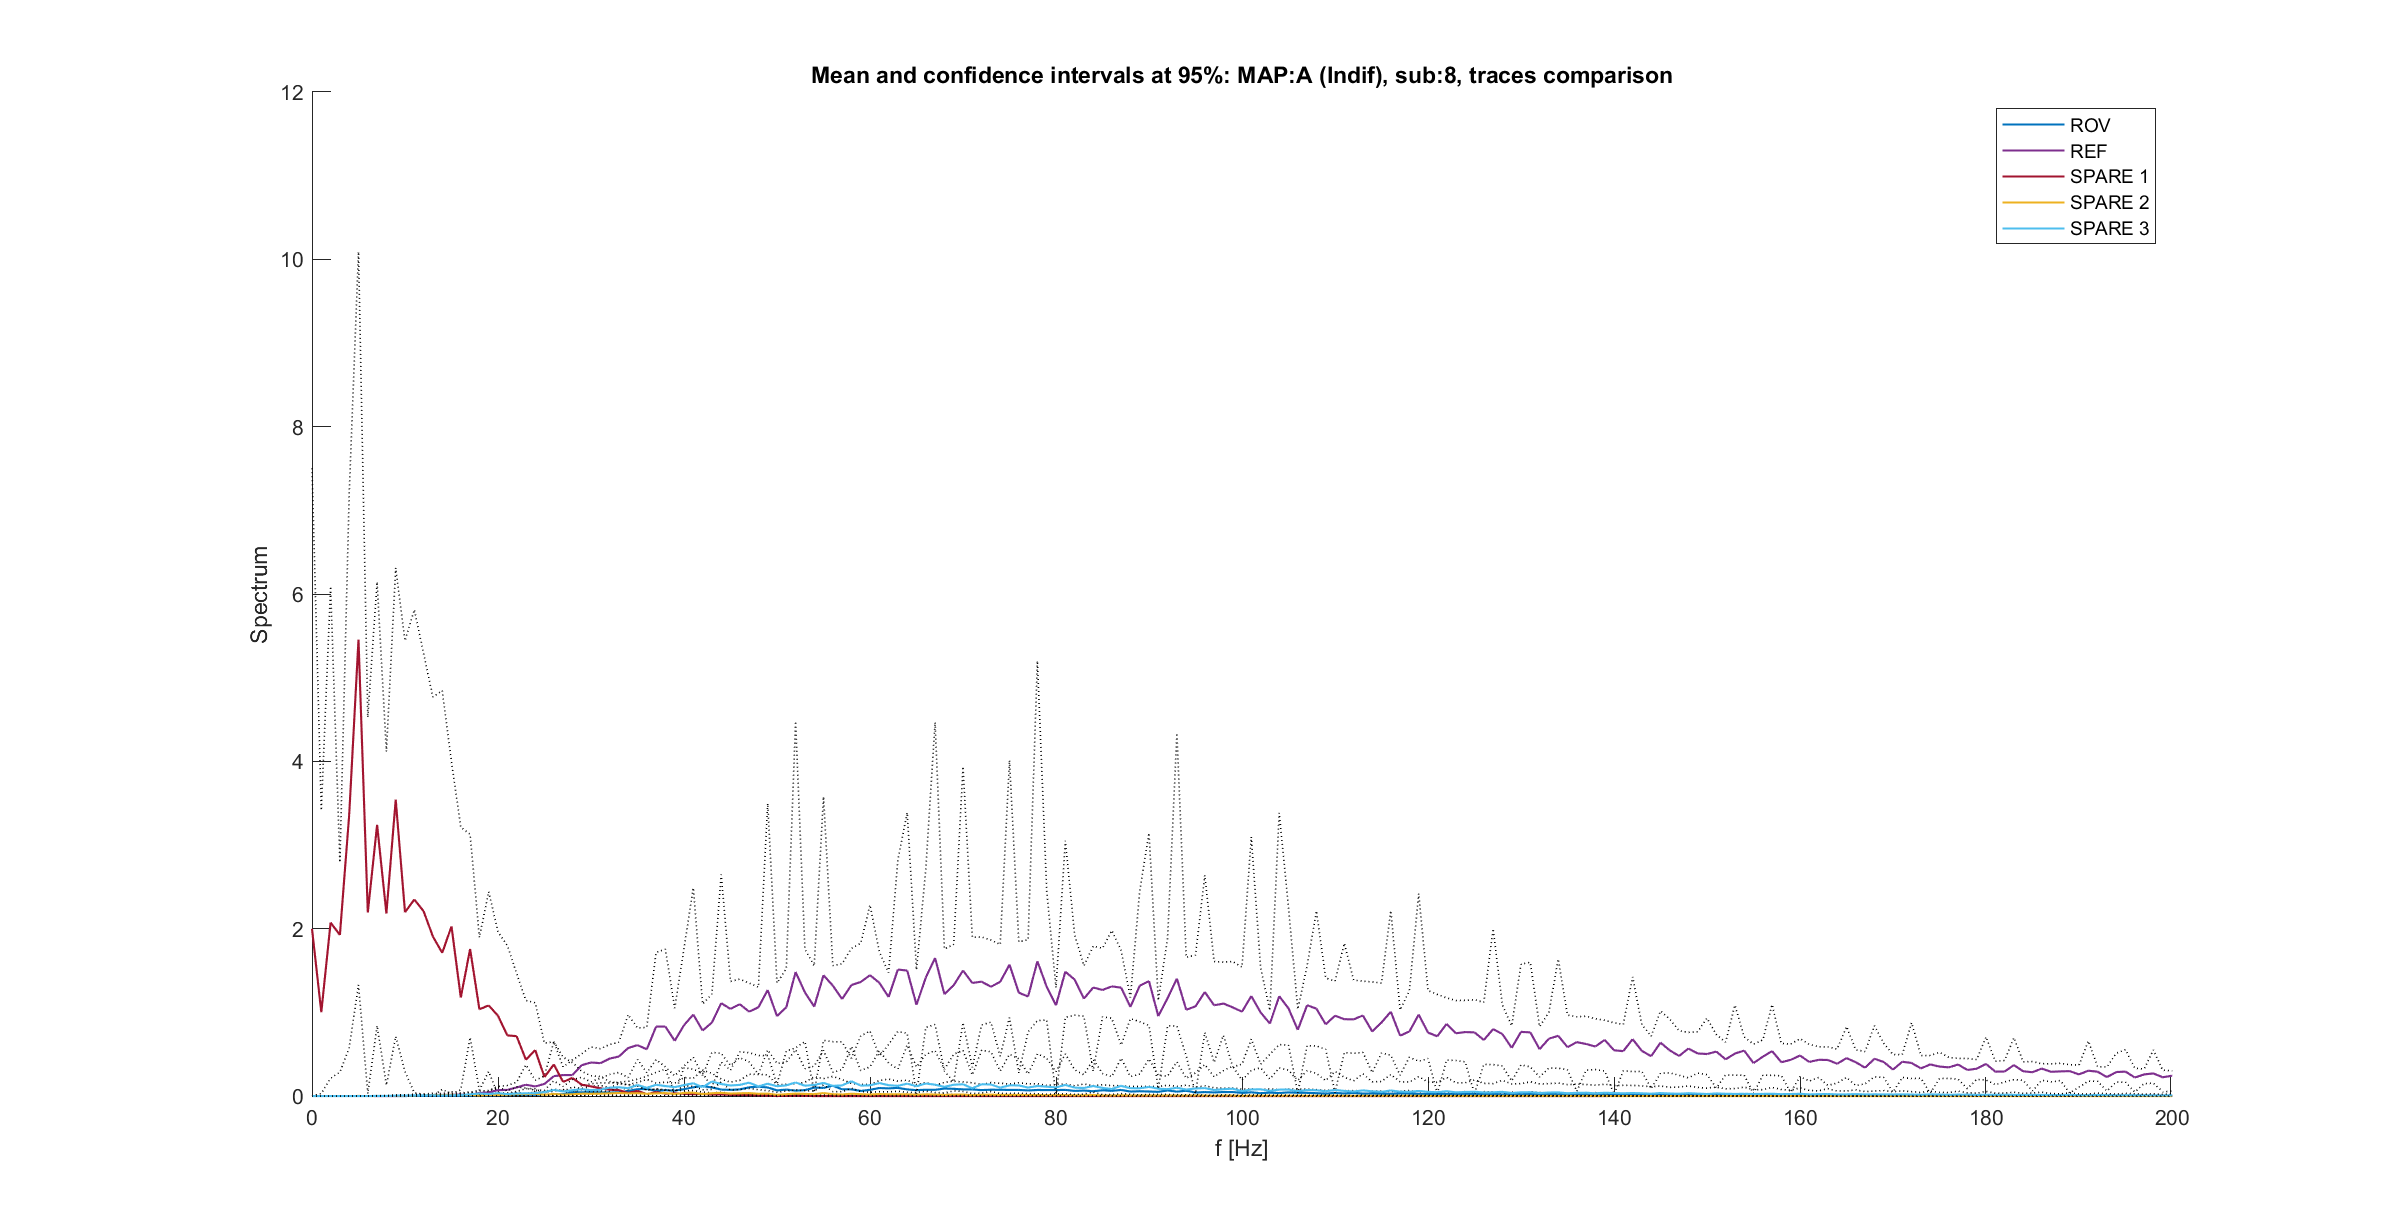 Mean and confidence intervals at 95%: MAP:A (Indif), sub:8, traces comparison
12
10
8
6
4
2
0
Spectrum
ROV
REF
SPARE 1
SPARE 2
SPARE 3
0 20 40 60 80 100 120 140 160 180 200
f [Hz]